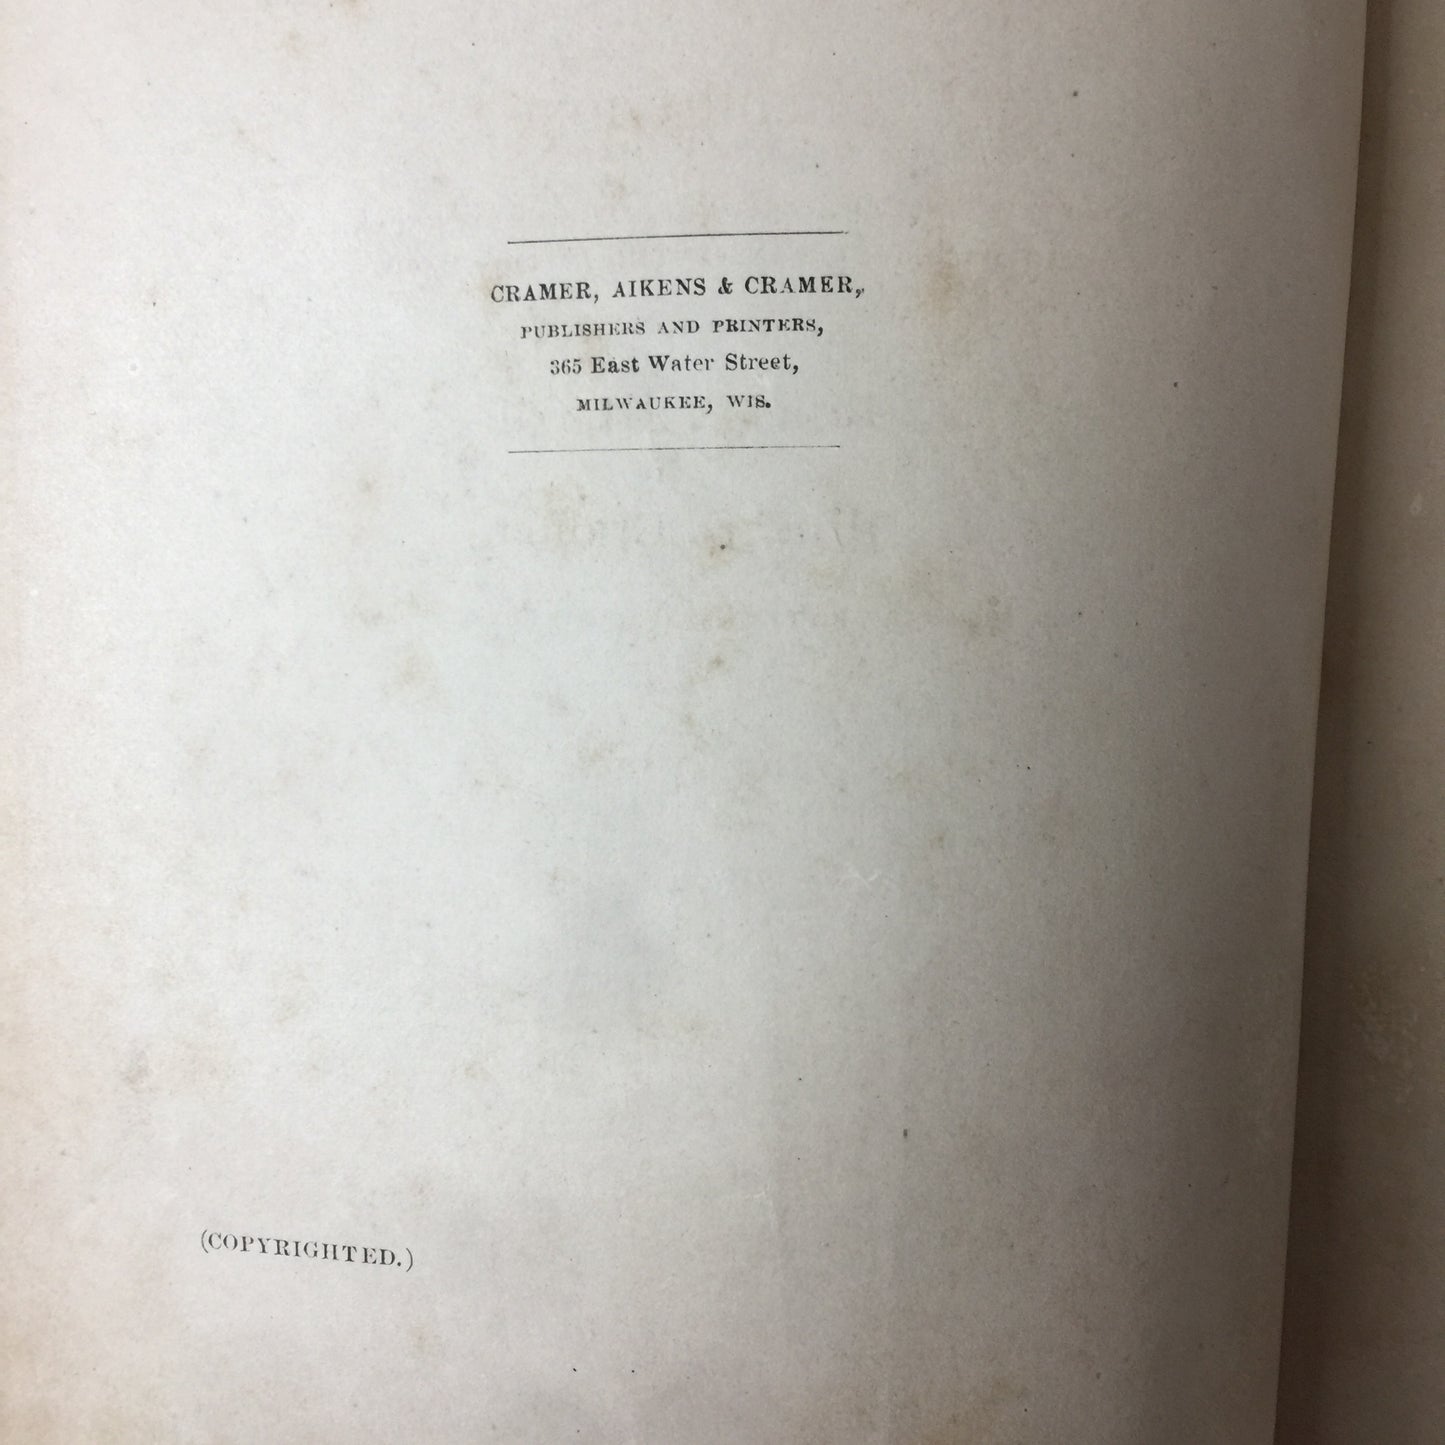 CRAMER, AIKENS & CRAMER,
PUBLISHERS AND PRINTERS,
365 East Water Street,
MILWAUKEE, WIS.
(COPYRIGHTED.)